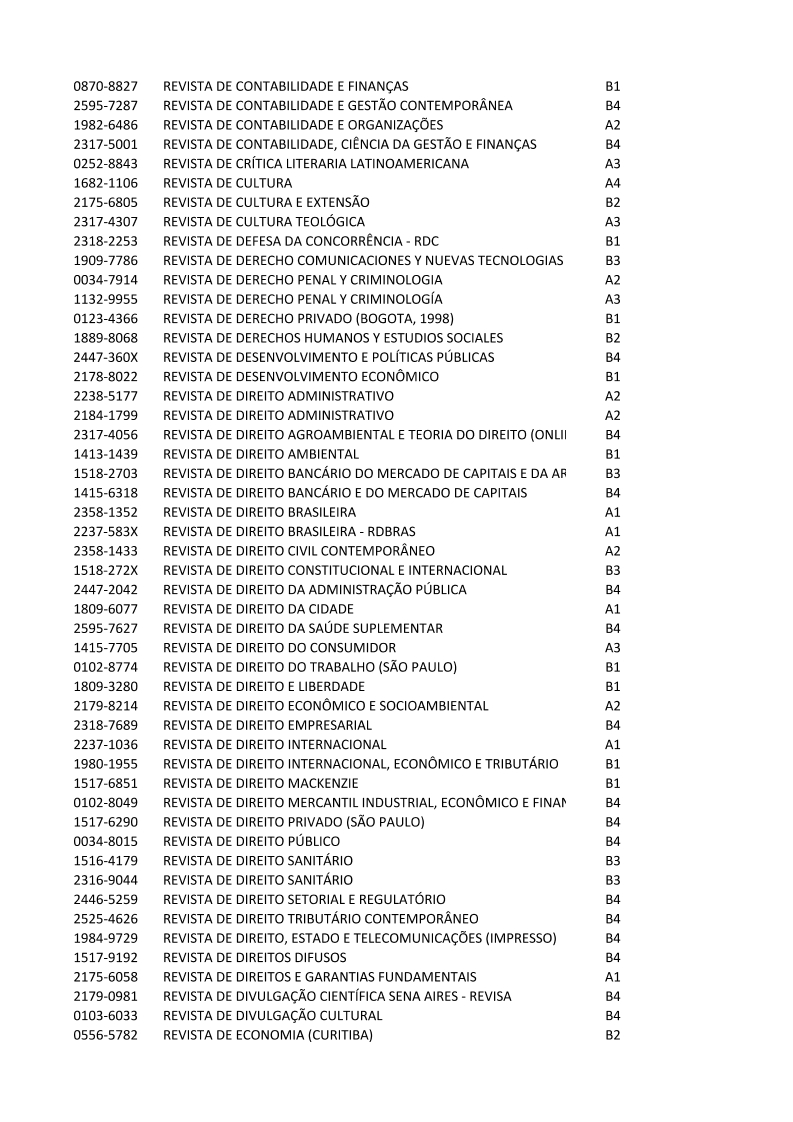 0870-8827 REVISTA DE CONTABILIDADE E FINANÇAS B1
2595-7287 REVISTA DE CONTABILIDADE E GESTÃO CONTEMPORÂNEA B4
1982-6486 REVISTA DE CONTABILIDADE E ORGANIZAÇÕES A2
2317-5001 REVISTA DE CONTABILIDADE, CIÊNCIA DA GESTÃO E FINANÇAS B4
0252-8843 REVISTA DE CRÍTICA LITERARIA LATINOAMERICANA A3
1682-1106 REVISTA DE CULTURA A4
2175-6805 REVISTA DE CULTURA E EXTENSÃO B2
2317-4307 REVISTA DE CULTURA TEOLÓGICA A3
2318-2253 REVISTA DE DEFESA DA CONCORRÊNCIA - RDC B1
1909-7786 REVISTA DE DERECHO COMUNICACIONES Y NUEVAS TECNOLOGIAS B3
0034-7914 REVISTA DE DERECHO PENAL Y CRIMINOLOGIA A2
1132-9955 REVISTA DE DERECHO PENAL Y CRIMINOLOGÍA A3
0123-4366 REVISTA DE DERECHO PRIVADO (BOGOTA, 1998) B1
1889-8068 REVISTA DE DERECHOS HUMANOS Y ESTUDIOS SOCIALES B2
2447-360X REVISTA DE DESENVOLVIMENTO E POLÍTICAS PÚBLICAS B4
2178-8022 REVISTA DE DESENVOLVIMENTO ECONÔMICO B1
2238-5177 REVISTA DE DIREITO ADMINISTRATIVO A2
2184-1799 REVISTA DE DIREITO ADMINISTRATIVO A2
2317-4056 REVISTA DE DIREITO AGROAMBIENTAL E TEORIA DO DIREITO (ONLI B4
1413-1439 REVISTA DE DIREITO AMBIENTAL B1
1518-2703 REVISTA DE DIREITO BANCÁRIO DO MERCADO DE CAPITAIS E DA AR B3
1415-6318 REVISTA DE DIREITO BANCÁRIO E DO MERCADO DE CAPITAIS B4
2358-1352 REVISTA DE DIREITO BRASILEIRA A1
2237-583X REVISTA DE DIREITO BRASILEIRA - RDBRAS A1
2358-1433 REVISTA DE DIREITO CIVIL CONTEMPORÂNEO A2
1518-272X REVISTA DE DIREITO CONSTITUCIONAL E INTERNACIONAL B3
2447-2042 REVISTA DE DIREITO DA ADMINISTRAÇÃO PÚBLICA B4
1809-6077 REVISTA DE DIREITO DA CIDADE A1
2595-7627 REVISTA DE DIREITO DA SAÚDE SUPLEMENTAR B4
1415-7705 REVISTA DE DIREITO DO CONSUMIDOR A3
0102-8774 REVISTA DE DIREITO DO TRABALHO (SÃO PAULO) B1
1809-3280 REVISTA DE DIREITO E LIBERDADE B1
2179-8214 REVISTA DE DIREITO ECONÔMICO E SOCIOAMBIENTAL A2
2318-7689 REVISTA DE DIREITO EMPRESARIAL B4
2237-1036 REVISTA DE DIREITO INTERNACIONAL A1
1980-1955 REVISTA DE DIREITO INTERNACIONAL, ECONÔMICO E TRIBUTÁRIO B1
1517-6851 REVISTA DE DIREITO MACKENZIE B1
0102-8049 REVISTA DE DIREITO MERCANTIL INDUSTRIAL, ECONÔMICO E FINAN B4
1517-6290 REVISTA DE DIREITO PRIVADO (SÃO PAULO) B4
0034-8015 REVISTA DE DIREITO PÚBLICO B4
1516-4179 REVISTA DE DIREITO SANITÁRIO B3
2316-9044 REVISTA DE DIREITO SANITÁRIO B3
2446-5259 REVISTA DE DIREITO SETORIAL E REGULATÓRIO B4
2525-4626 REVISTA DE DIREITO TRIBUTÁRIO CONTEMPORÂNEO B4
1984-9729 REVISTA DE DIREITO, ESTADO E TELECOMUNICAÇÕES (IMPRESSO) B4
1517-9192 REVISTA DE DIREITOS DIFUSOS B4
2175-6058 REVISTA DE DIREITOS E GARANTIAS FUNDAMENTAIS A1
2179-0981 REVISTA DE DIVULGAÇÃO CIENTÍFICA SENA AIRES - REVISA B4
0103-6033 REVISTA DE DIVULGAÇÃO CULTURAL B4
0556-5782 REVISTA DE ECONOMIA (CURITIBA) B2